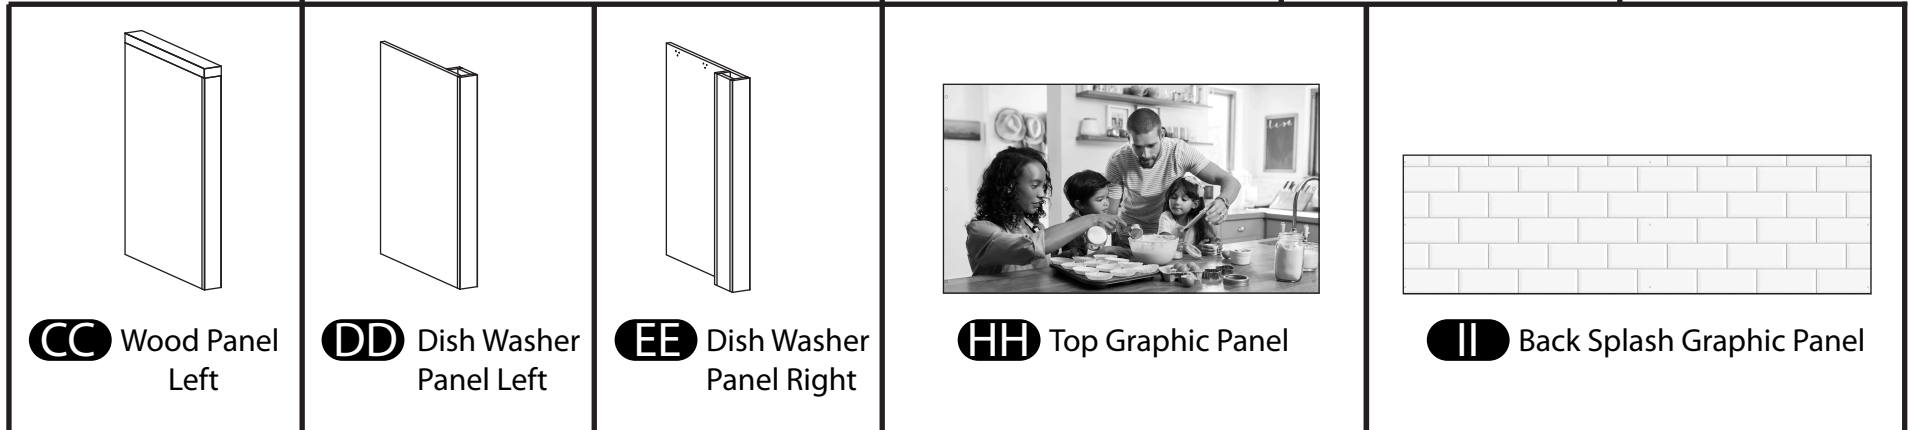 CC Wood Panel
Left
DD Dish Washer
Panel Left
EE Dish Washer
Panel Right
HH Top Graphic Panel
II Back Splash Graphic Panel